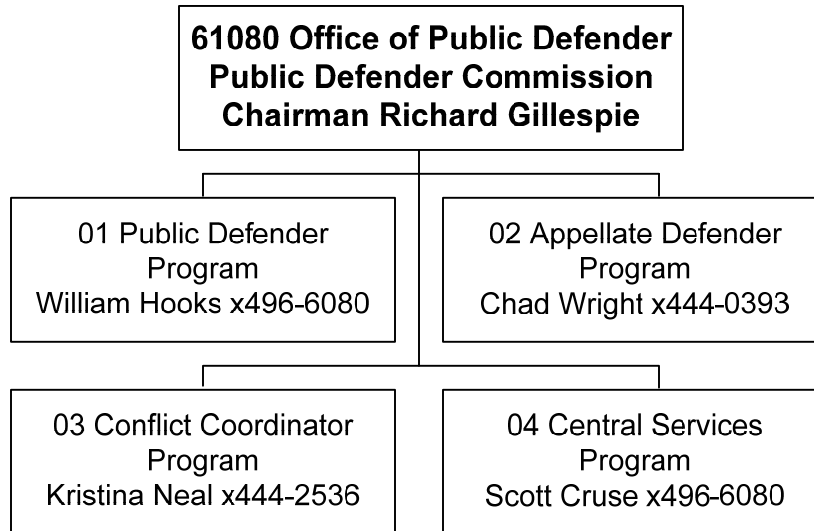 61080 Office of Public Defender
Public Defender Commission
Chairman Richard Gillespie
01 Public Defender
Program
William Hooks x496-6080
02 Appellate Defender
Program
Chad Wright x444-0393
03 Conflict Coordinator
Program
Kristina Neal x444-2536
04 Central Services
Program
Scott Cruse x496-6080